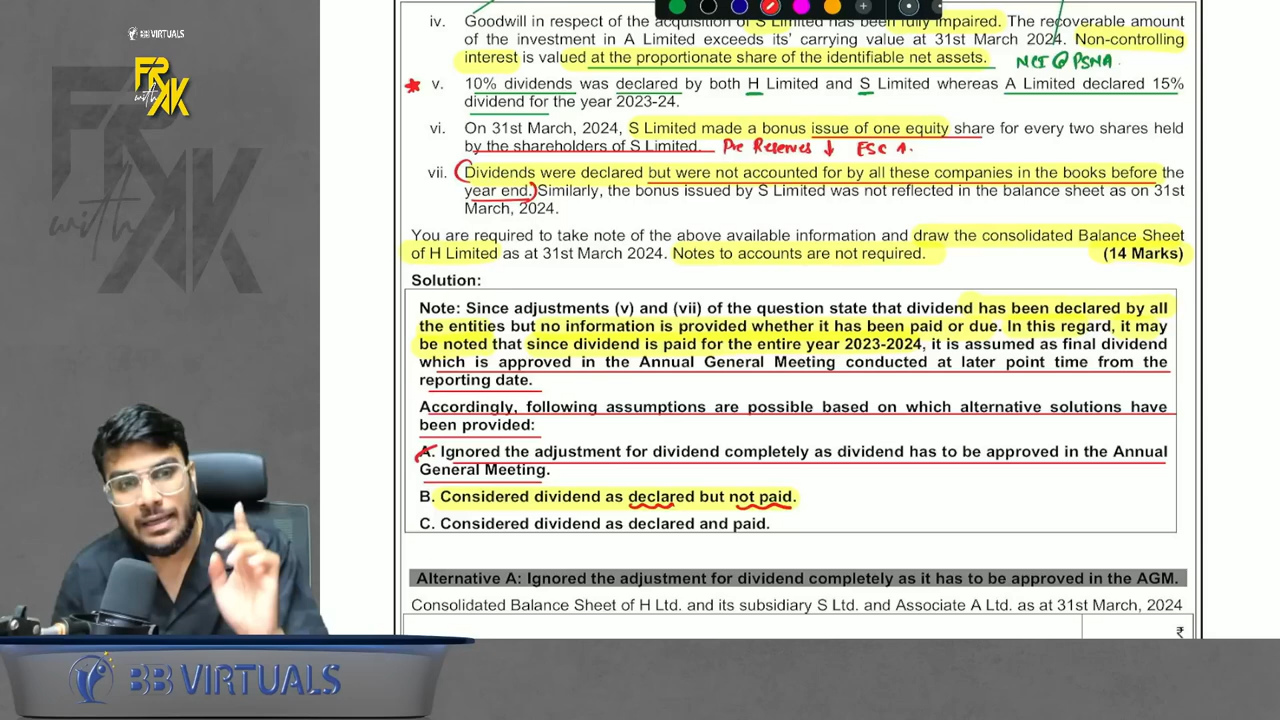 iv. Goodwill in respect of the acquisition of S Limited has been fully impaired. The recoverable amount
of the investment in A Limited exceeds its' carrying value at 31st March 2024. Non-controlling
interest is valued at the proportionate share of the identifiable net assets. NCI @ PSNA.
v. 10% dividends was declared by both H Limited and S Limited whereas A Limited declared 15%
dividend for the year 2023-24.
vi. On 31st March, 2024, S Limited made a bonus issue of one equity share for every two shares held
by the shareholders of S Limited. Pre Reserves ↓ ESC ↑.
vii. Dividends were declared but were not accounted for by all these companies in the books before the
year end. Similarly, the bonus issued by S Limited was not reflected in the balance sheet as on 31st
March, 2024.
You are required to take note of the above available information and draw the consolidated Balance Sheet
of H Limited as at 31st March 2024. Notes to accounts are not required. (14 Marks)
Solution:
Note: Since adjustments (v) and (vii) of the question state that dividend has been declared by all
the entities but no information is provided whether it has been paid or due. In this regard, it may
be noted that since dividend is paid for the entire year 2023-2024, it is assumed as final dividend
which is approved in the Annual General Meeting conducted at later point time from the
reporting date.
Accordingly, following assumptions are possible based on which alternative solutions have
been provided:
A. Ignored the adjustment for dividend completely as dividend has to be approved in the Annual
General Meeting.
B. Considered dividend as declared but not paid.
C. Considered dividend as declared and paid.
Alternative A: Ignored the adjustment for dividend completely as it has to be approved in the AGM.
Consolidated Balance Sheet of H Ltd. and its subsidiary S Ltd. and Associate A Ltd. as at 31st March, 2024
₹
BB VIRTUALS
FR
with
AK
FR
with
AK
BB VIRTUALS